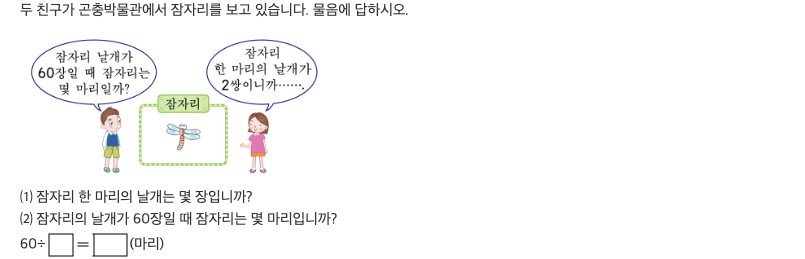 두 친구가 곤충박물관에서 잠자리를 보고 있습니다. 물음에 답하시오.
잠자리 날개가
60장일 때 잠자리는
몇 마리일까?
잠자리
한 마리의 날개가
2쌍이니까…….
잠자리
(1) 잠자리 한 마리의 날개는 몇 장입니까?
(2) 잠자리의 날개가 60장일 때 잠자리는 몇 마리입니까?
60÷□=□(마리)